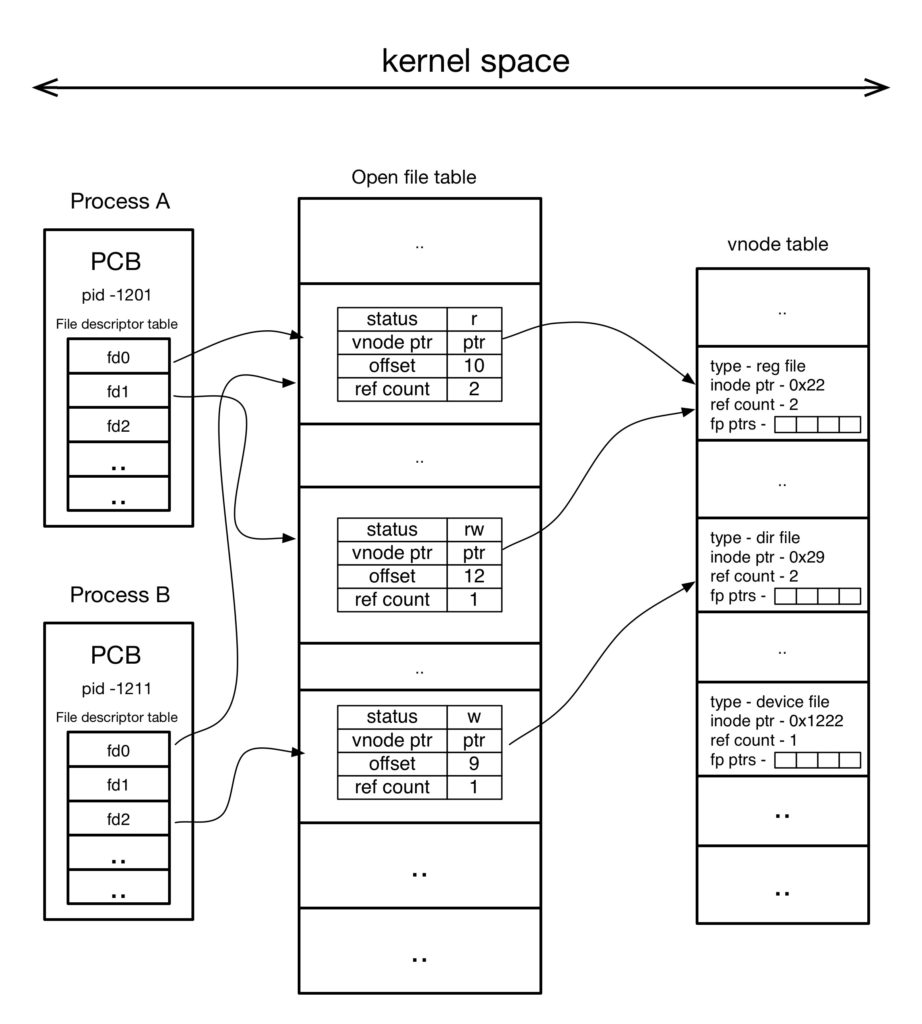 kernel space
Process A
PCB
pid -1201
File descriptor table
fd0
fd1
fd2
..
..
Process B
PCB
pid -1211
File descriptor table
fd0
fd1
fd2
..
..
Open file table
..
status r
vnode ptr ptr
offset 10
ref count 2
..
status rw
vnode ptr ptr
offset 12
ref count 1
..
status w
vnode ptr ptr
offset 9
ref count 1
..
..
vnode table
..
type - reg file
inode ptr - 0x22
ref count - 2
fp ptrs -
..
type - dir file
inode ptr - 0x29
ref count - 2
fp ptrs -
..
type - device file
inode ptr - 0x1222
ref count - 1
fp ptrs -
..
..